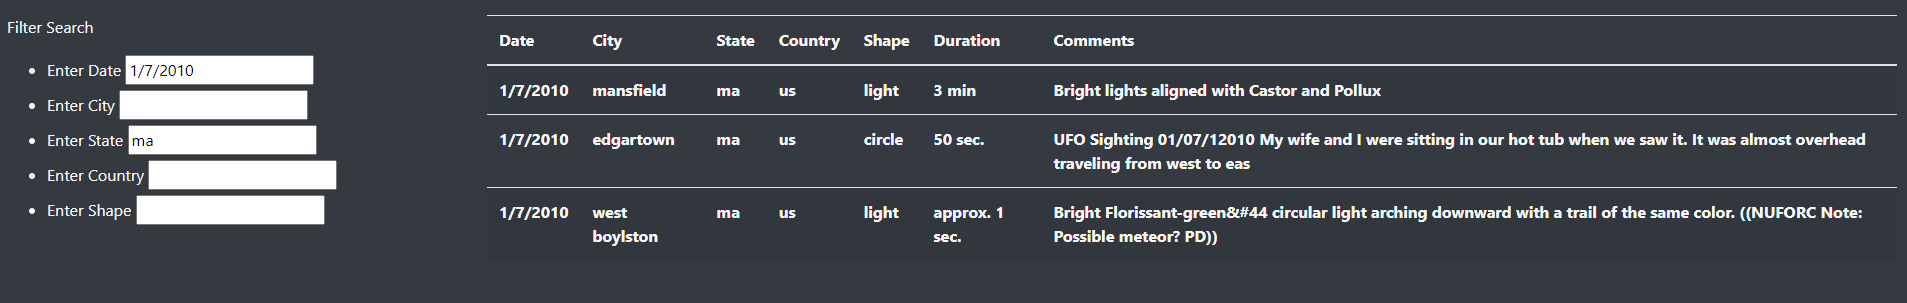 Filter Search
Enter Date 1/7/2010
Enter City
Enter State ma
Enter Country
Enter Shape
Date City State Country Shape Duration Comments
1/7/2010 mansfield ma us light 3 min Bright lights aligned with Castor and Pollux
1/7/2010 edgartown ma us circle 50 sec. UFO Sighting 01/07/12010 My wife and I were sitting in our hot tub when we saw it. It was almost overhead
traveling from west to eas
1/7/2010 west ma us light approx. 1 Bright Florissant-green&#44 circular light arching downward with a trail of the same color. ((NUFORC Note:
boylston sec. Possible meteor? PD))